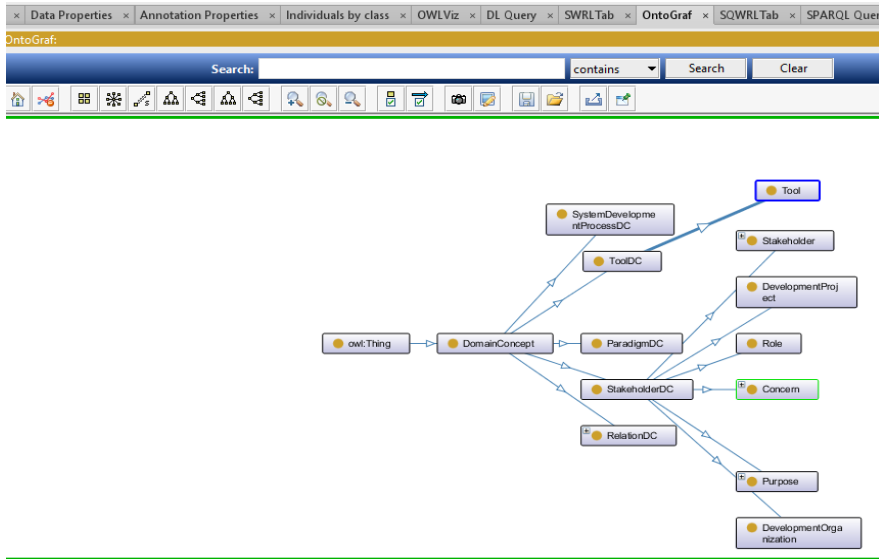 × Data Properties × Annotation Properties × Individuals by class × OWLViz × DL Query × SWRLTab × OntoGraf × SQWRLTab × SPARQL Quer
OntoGraf:
Search: contains Search Clear
Tool
SystemDevelopme
ntProcessDC
Stakeholder
ToolDC
DevelopmentProj
ect
owl:Thing DomainConcept ParadigmDC Role
StakeholderDC Concern
RelationDC
Purpose
DevelopmentOrga
nization